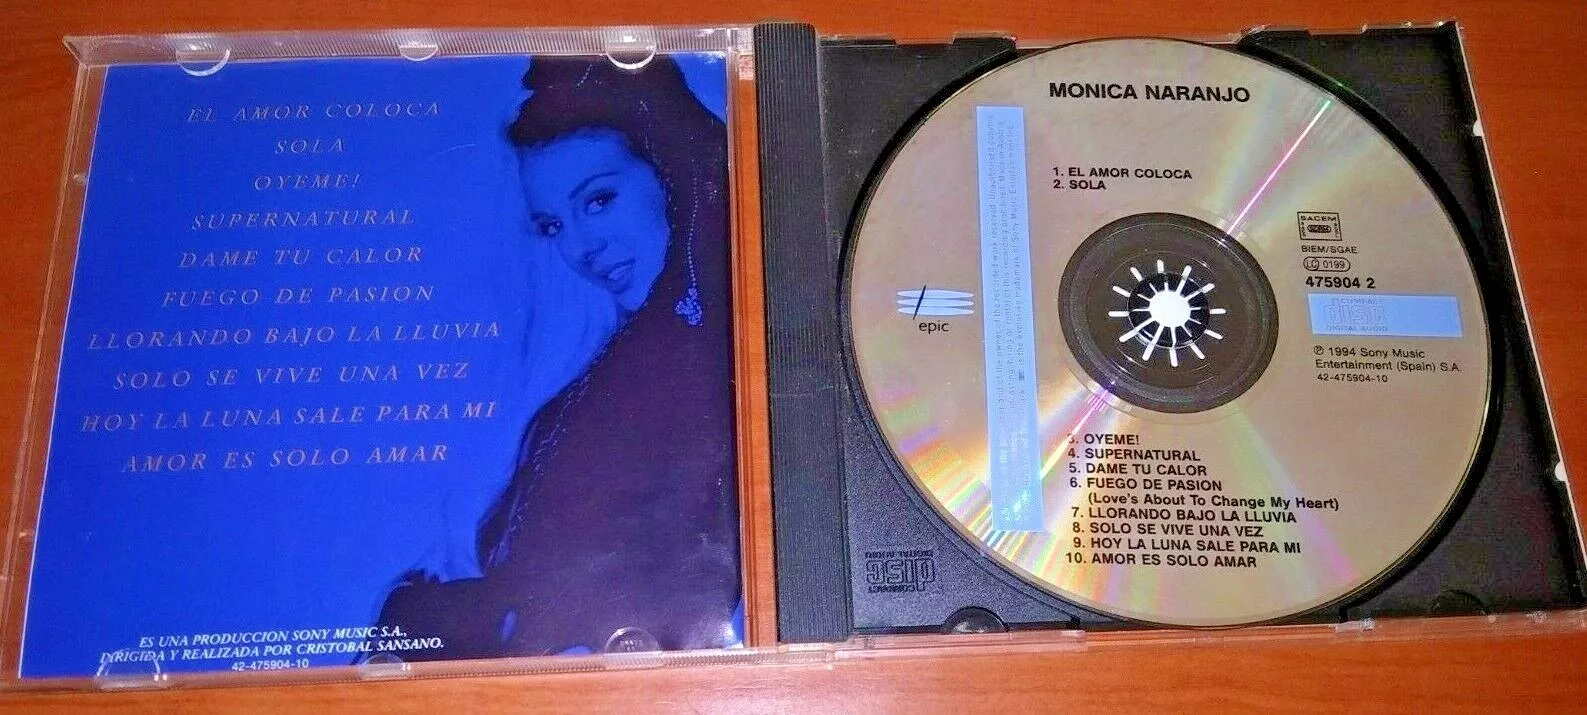 EL AMOR COLOCA
SOLA
OYEME!
SUPERNATURAL
DAME TU CALOR
FUEGO DE PASION
LLORANDO BAJO LA LLUVIA
SOLO SE VIVE UNA VEZ
HOY LA LUNA SALE PARA MI
AMOR ES SOLO AMAR
ES UNA PRODUCCION SONY MUSIC S.A.,
DIRIGIDA Y REALIZADA POR CRISTOBAL SANSANO.
42-475904-10
MONICA NARANJO
1. EL AMOR COLOCA
2. SOLA
SACEM
BIEM/SGAE
LC 0199
475904 2
COMPACT
disc
DIGITAL AUDIO
epic
℗ 1994 Sony Music
Entertainment (Spain) S.A.
42-475904-10
3. OYEME!
4. SUPERNATURAL
5. DAME TU CALOR
6. FUEGO DE PASION
(Love's About To Change My Heart)
7. LLORANDO BAJO LA LLUVIA
8. SOLO SE VIVE UNA VEZ
9. HOY LA LUNA SALE PARA MI
10. AMOR ES SOLO AMAR
COMPACT
disc
DIGITAL AUDIO